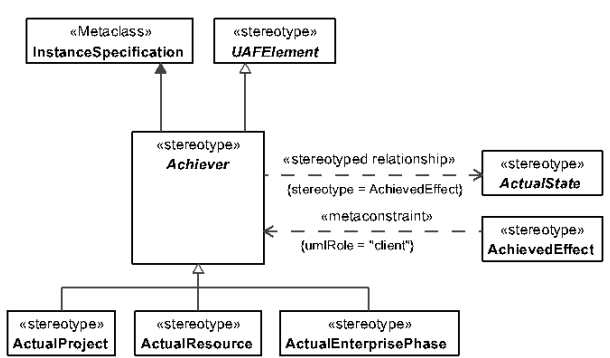 «Metaclass»
InstanceSpecification
«stereotype»
UAFElement
«stereotype»
Achiever
«stereotyped relationship»
{stereotype = AchievedEffect}
«stereotype»
ActualState
«metaconstraint»
{umlRole = "client"}
«stereotype»
AchievedEffect
«stereotype»
ActualProject
«stereotype»
ActualResource
«stereotype»
ActualEnterprisePhase